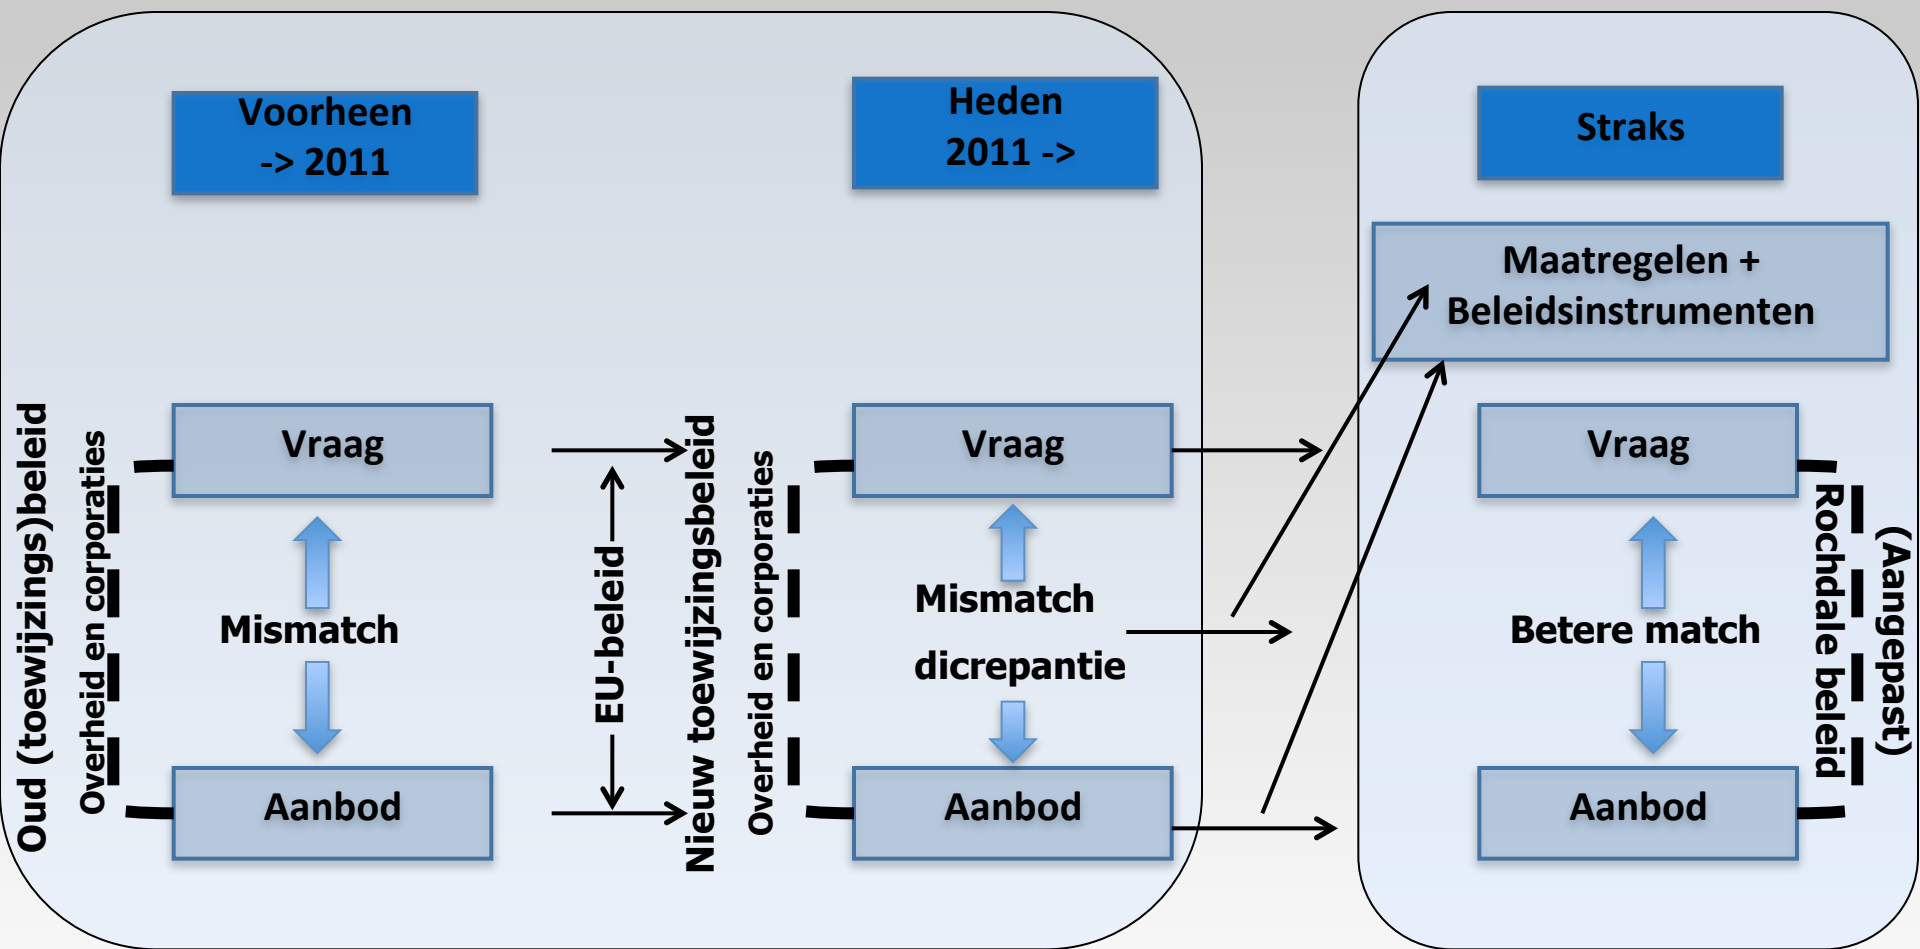 Voorheen
-> 2011
Heden
2011 ->
Straks
Maatregelen +
Beleidsinstrumenten
Oud (toewijzings)beleid
Overheid en corporaties
Vraag
Mismatch
Aanbod
EU-beleid
Nieuw toewijzingsbeleid
Overheid en corporaties
Vraag
Mismatch
dicrepantie
Aanbod
Vraag
Betere match
Aanbod
(Aangepast)
Rochdale beleid